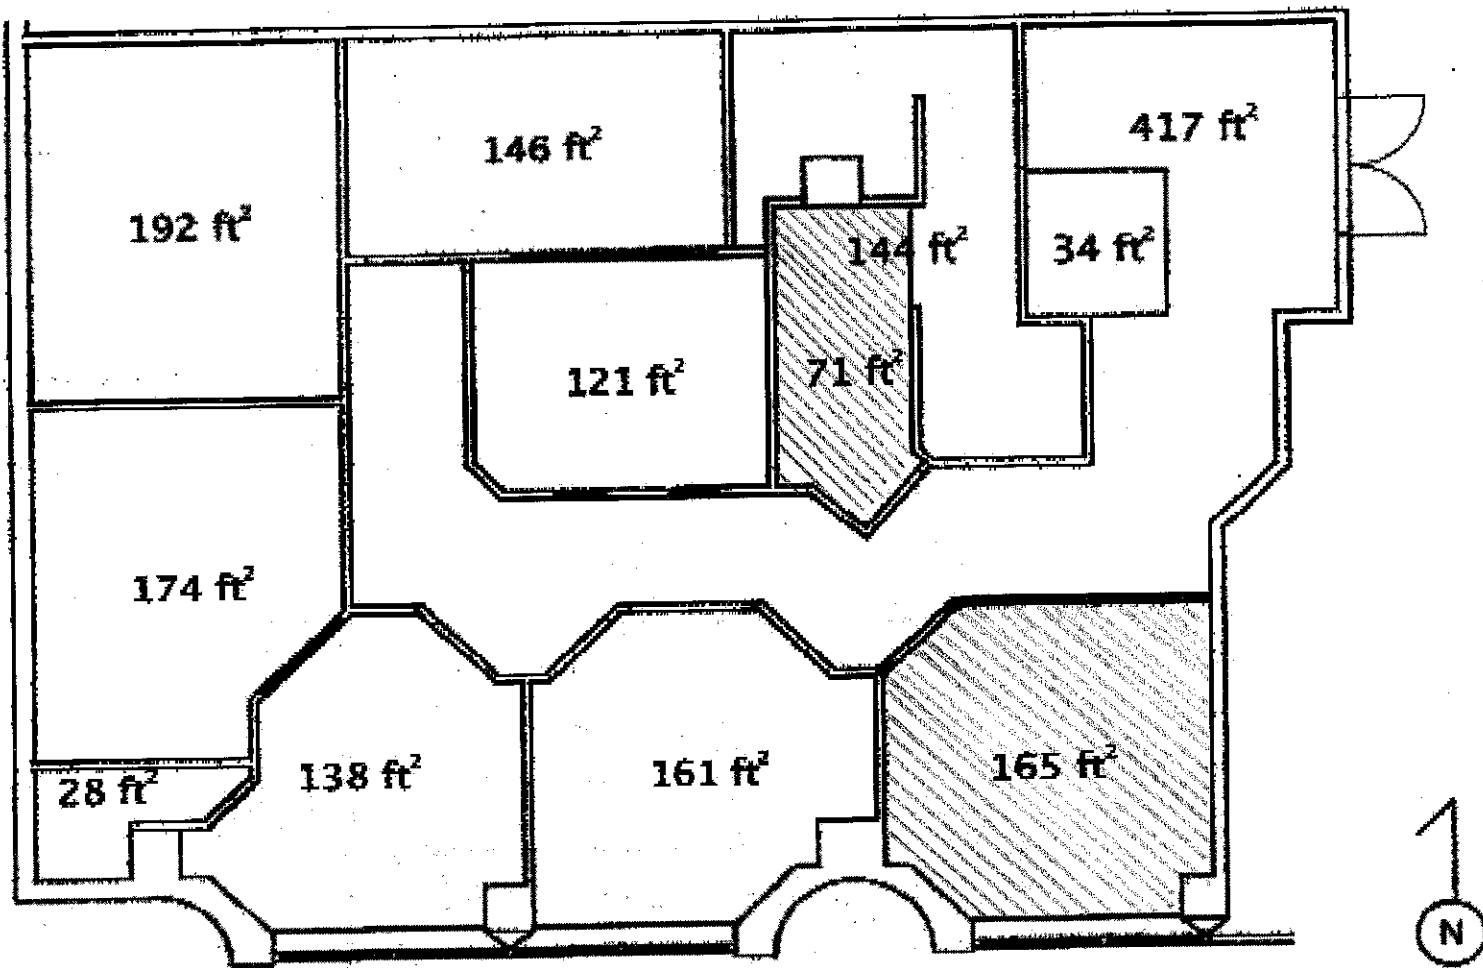 417 ft²
146 ft²
192 ft²
144 ft²
34 ft²
121 ft²
71 ft²
174 ft²
28 ft²
138 ft²
161 ft²
165 ft²
N